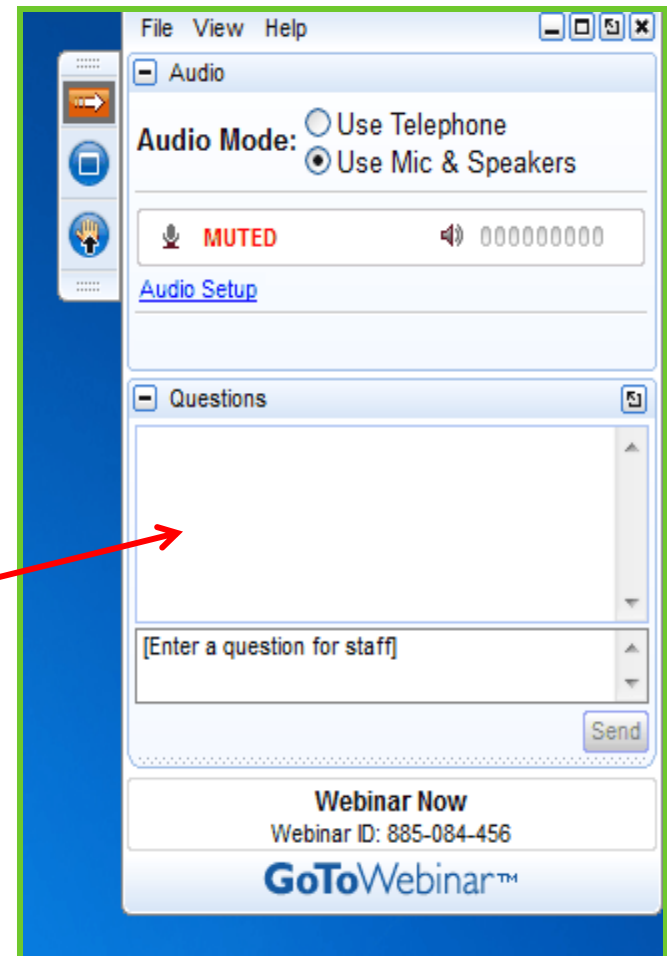 File View Help
Audio
Audio Mode:
Use Telephone
Use Mic & Speakers
MUTED
000000000
Audio Setup
Questions
[Enter a question for staff]
Send
Webinar Now
Webinar ID: 885-084-456
GoToWebinar™